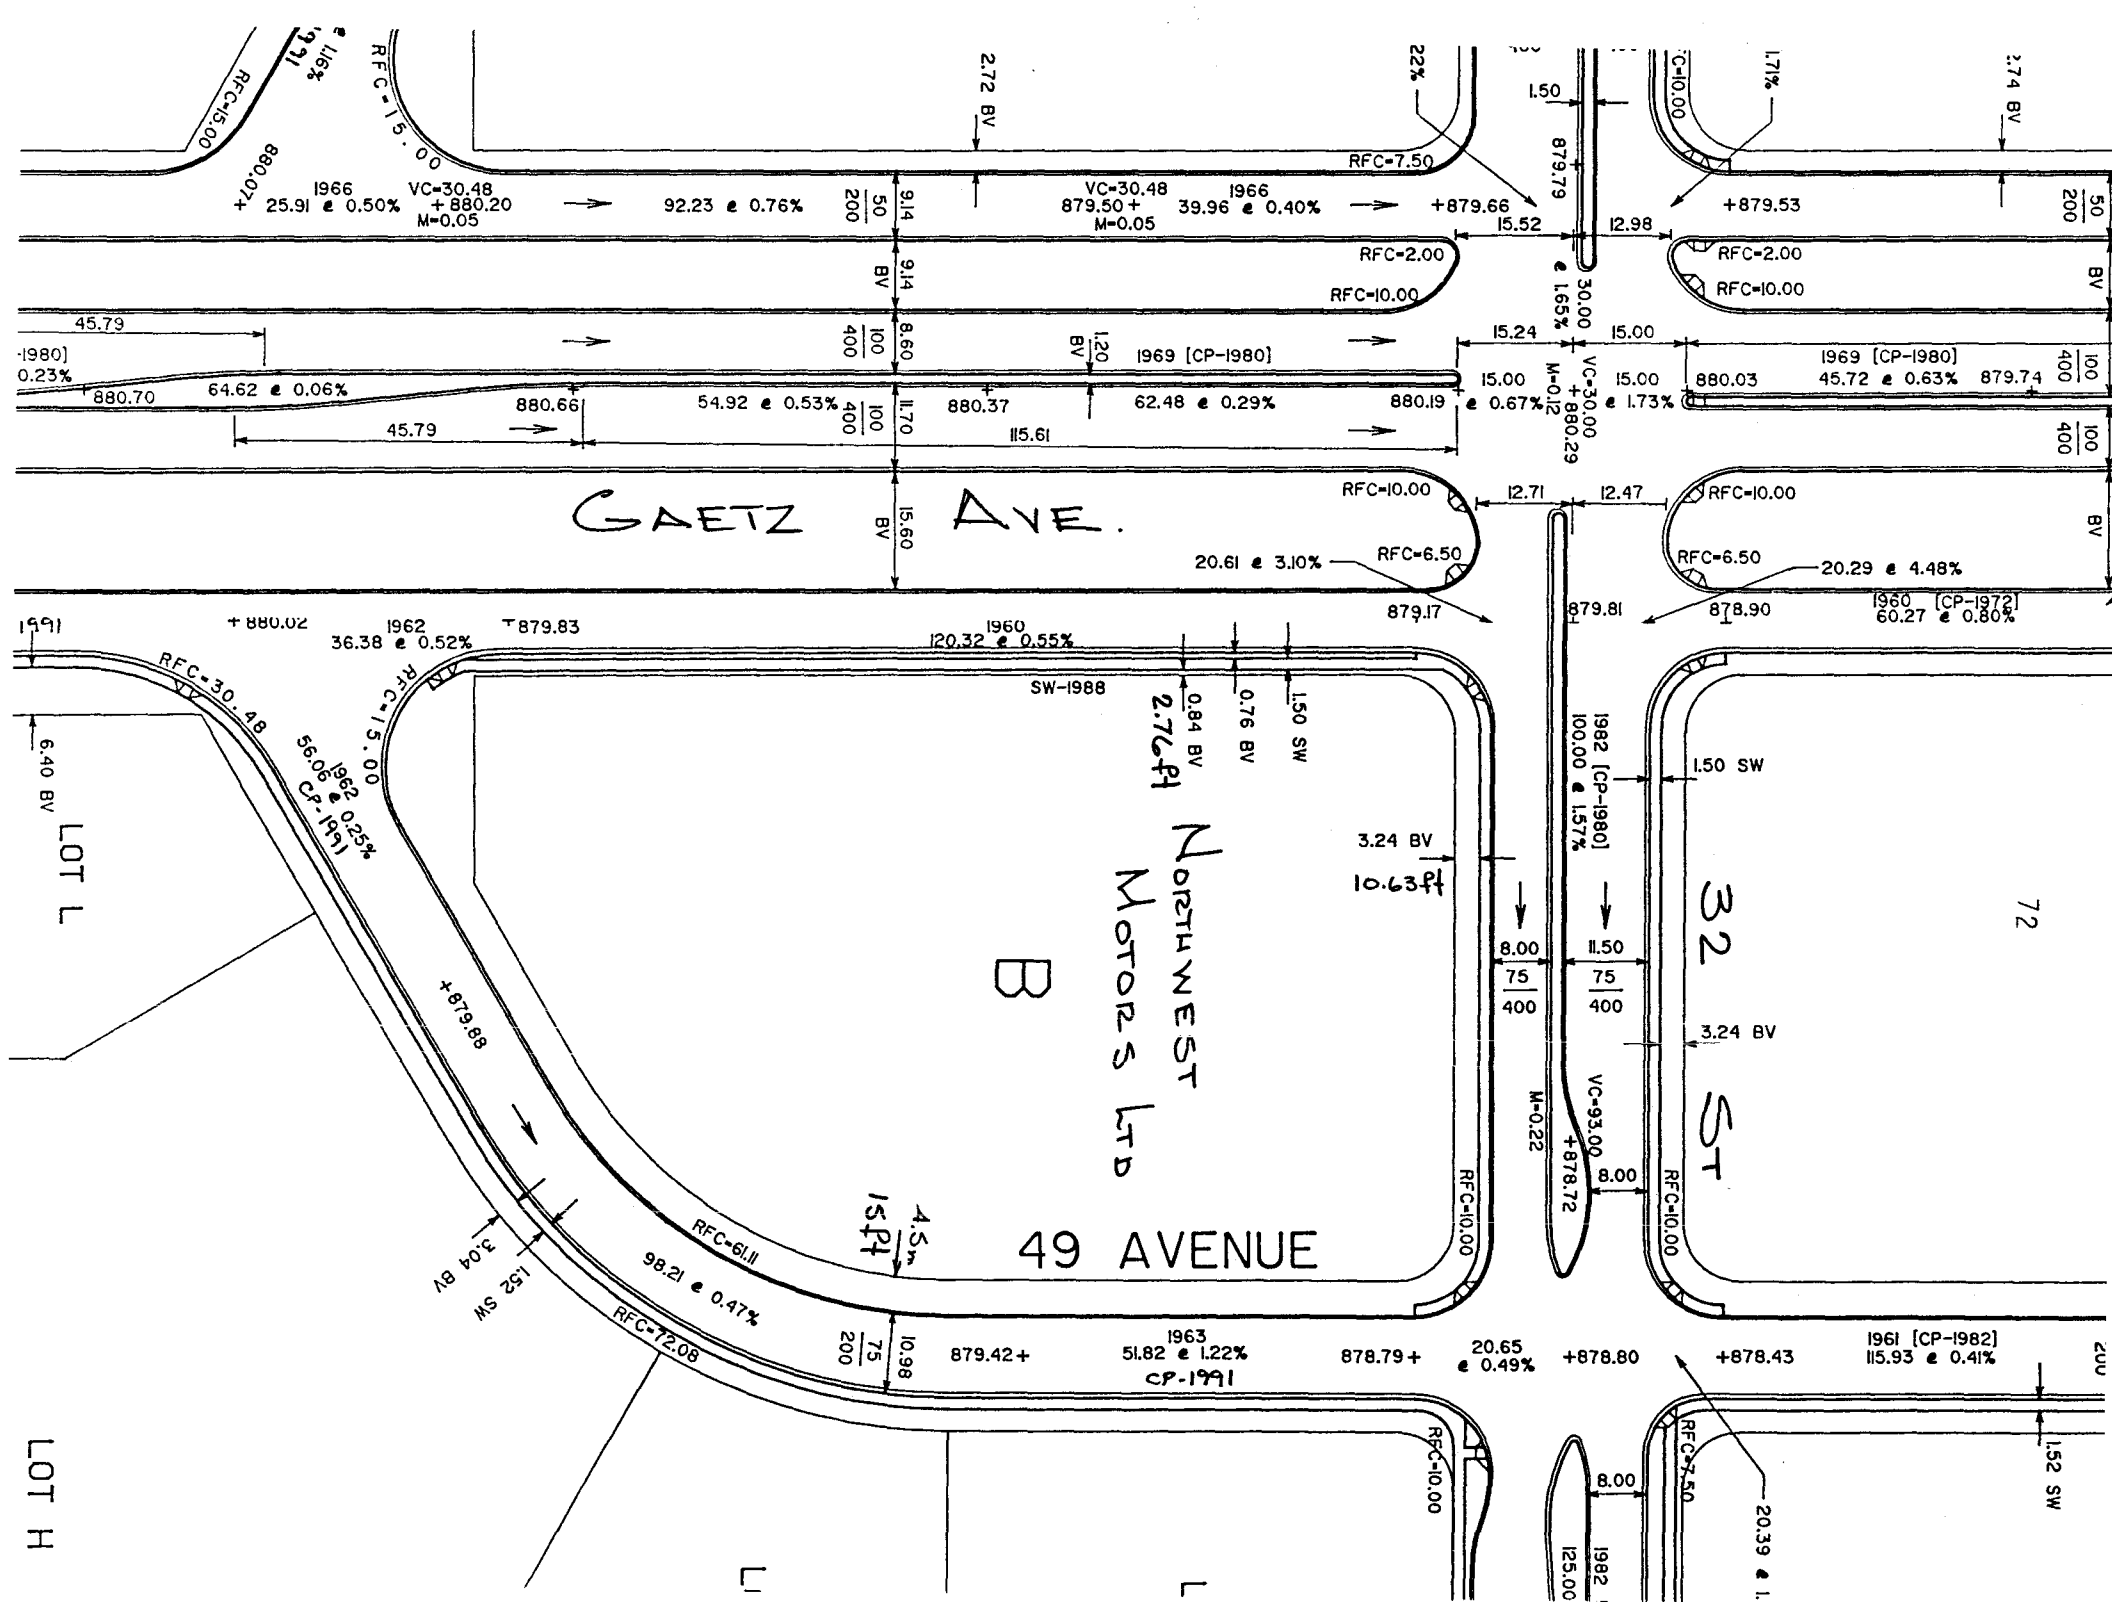 @ 1.16%
1991
RFC=15.00
RFC=15.00
2.72 BV
22%
1.50
C=10.00
1.71%
2.74 BV
RFC=7.50
879.79
880.07+
1966
25.91 @ 0.50%
VC=30.48
+880.20
M=0.05
92.23 @ 0.76%
9.14
50
200
VC=30.48
879.50+
M=0.05
1966
39.96 @ 0.40%
+879.66
+879.53
50
200
15.52
12.98
9.14
BV
RFC=2.00
RFC=10.00
RFC=2.00
RFC=10.00
BV
30.00
@ 1.65%
45.79
8.60
100
400
1.20
BV
15.24
15.00
-1980]
0.23%
1969 [CP-1980]
1969 [CP-1980]
100
400
880.70
64.62 @ 0.06%
880.66
54.92 @ 0.53%
880.37
62.48 @ 0.29%
880.19
15.00
@ 0.67%
VC=30.00
+880.29
M=0.12
15.00
@ 1.73%
880.03
45.72 @ 0.63%
879.74
11.70
100
400
45.79
115.61
100
400
GAETZ AVE.
15.60
BV
RFC=10.00
12.71
12.47
RFC=10.00
BV
20.61 @ 3.10%
RFC=6.50
RFC=6.50
20.29 @ 4.48%
1991
+880.02
1962
36.38 @ 0.52%
+879.83
1960
120.32 @ 0.55%
879.17
879.81
878.90
1960 [CP-1972]
60.27 @ 0.80%
RFC=30.48
RFC=15.00
SW-1988
0.84 BV
2.76ft
0.76 BV
1.50 SW
6.40 BV
1962
56.06 @ 0.25%
CP-1991
1982 [CP-1980]
100.00 @ 1.57%
1.50 SW
LOT L
3.24 BV
10.63ft
NORTHWEST
MOTORS LTD
B
32 ST
72
8.00
75
400
11.50
75
400
+879.88
3.24 BV
M=0.22
VC=93.00
+878.72
8.00
RFC=10.00
RFC=10.00
4.5m
15ft
49 AVENUE
RFC=61.11
98.21 @ 0.47%
3.04 BV
1.52 SW
RFC=72.08
10.98
75
200
879.42+
1963
51.82 @ 1.22%
CP-1991
878.79+
20.65
@ 0.49%
+878.80
+878.43
1961 [CP-1982]
115.93 @ 0.41%
200
RFC=10.00
8.00
RFC=7.50
1.52 SW
20.39 @ 1.
1982
125.00
LOT H
L